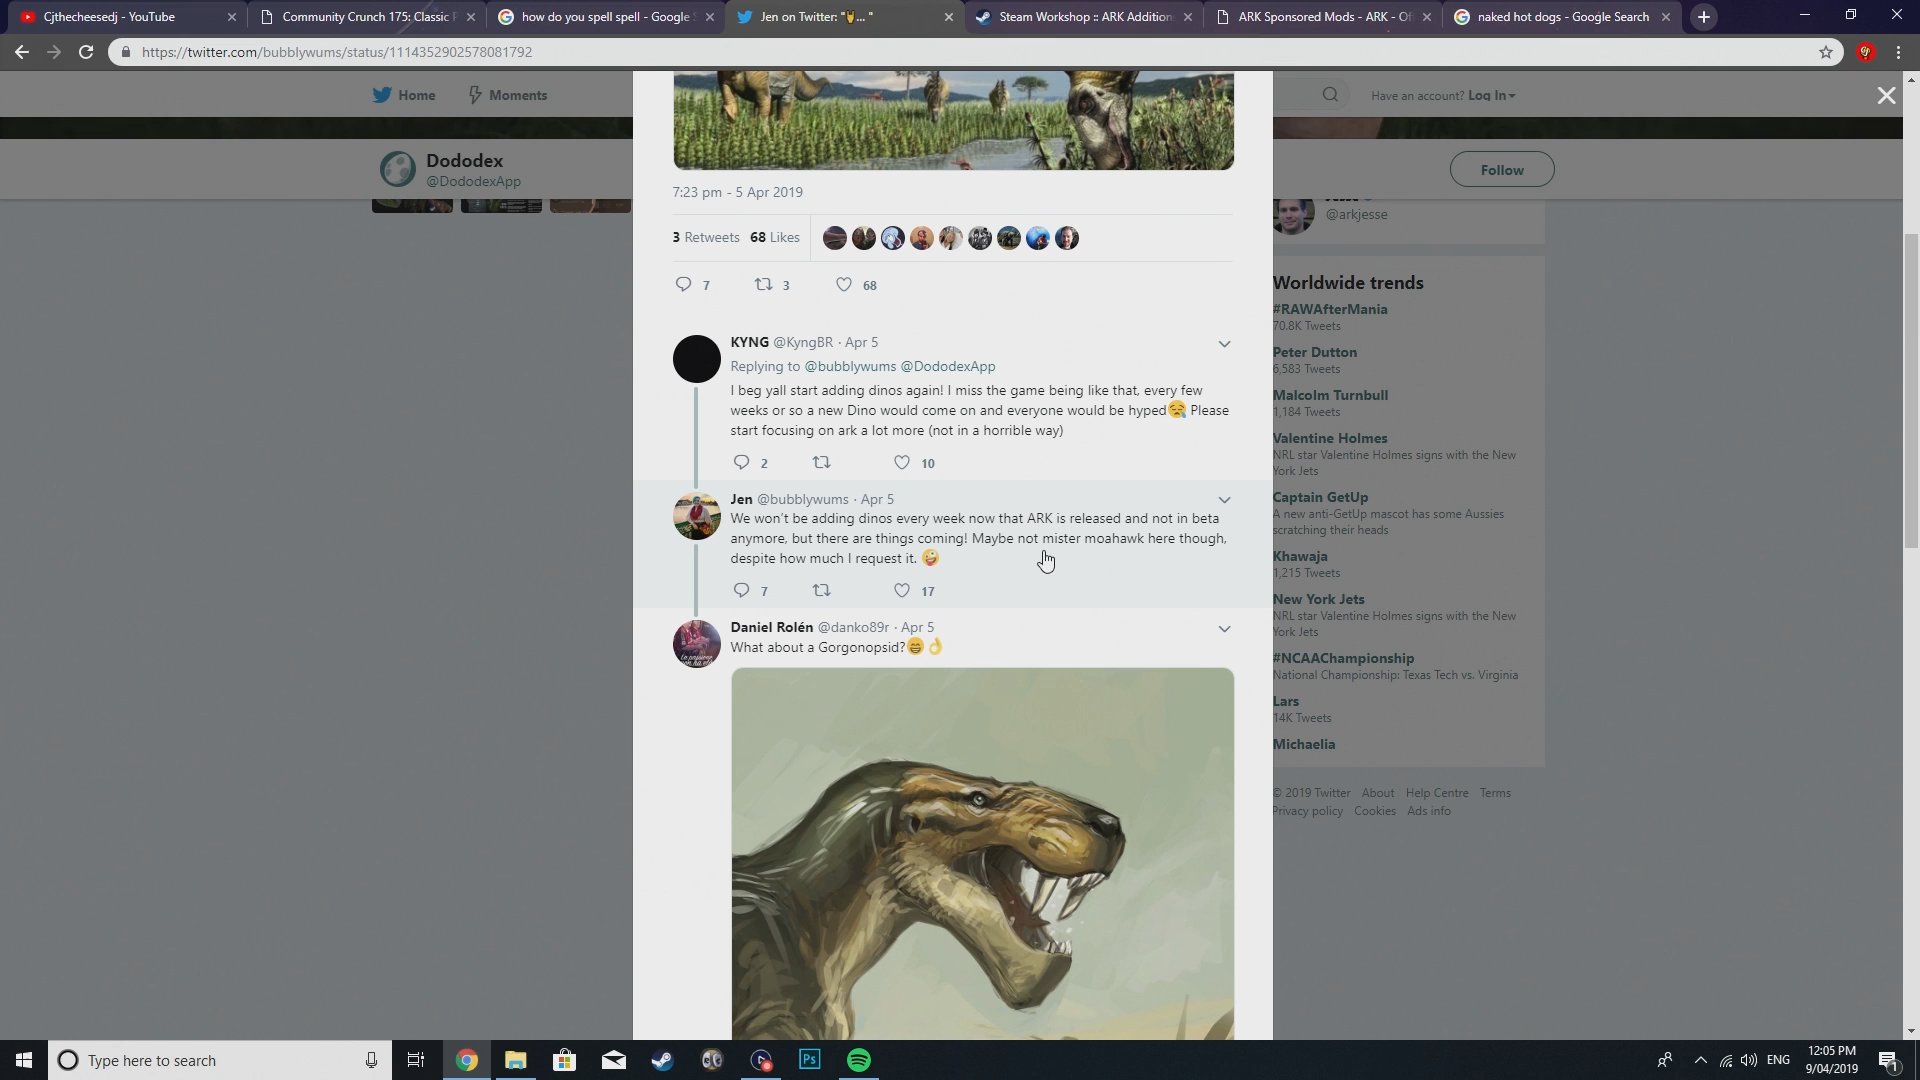 Cjthecheesedj - YouTube
Community Crunch 175: Classic
how do you spell spell - Google
Jen on Twitter: "
..."
Steam Workshop :: ARK Addition
ARK Sponsored Mods - ARK - Of
naked hot dogs - Google Search
https://twitter.com/bubblywums/status/1114352902578081792
Home
Moments
Have an account? Log In
Dododex
@DododexApp
Follow
@arkjesse
7:23 pm - 5 Apr 2019
3 Retweets 68 Likes
7 3 68
KYNG @KyngBR · Apr 5
Replying to @bubblywums @DododexApp
I beg yall start adding dinos again! I miss the game being like that, every few
weeks or so a new Dino would come on and everyone would be hyped😪 Please
start focusing on ark a lot more (not in a horrible way)
2 10
Jen @bubblywums · Apr 5
We won't be adding dinos every week now that ARK is released and not in beta
anymore, but there are things coming! Maybe not mister moahawk here though,
despite how much I request it. 🤪
7 17
Daniel Rolén @danko89r · Apr 5
What about a Gorgonopsid?😁👌
Worldwide trends
#RAWAfterMania
70.8K Tweets
Peter Dutton
6,583 Tweets
Malcolm Turnbull
1,184 Tweets
Valentine Holmes
NRL star Valentine Holmes signs with the New
York Jets
Captain GetUp
A new anti-GetUp mascot has some Aussies
scratching their heads
Khawaja
1,215 Tweets
New York Jets
NRL star Valentine Holmes signs with the New
York Jets
#NCAAChampionship
National Championship: Texas Tech vs. Virginia
Lars
14K Tweets
Michaelia
© 2019 Twitter About Help Centre Terms
Privacy policy Cookies Ads info
Type here to search
Ps
ENG
12:05 PM
9/04/2019
1